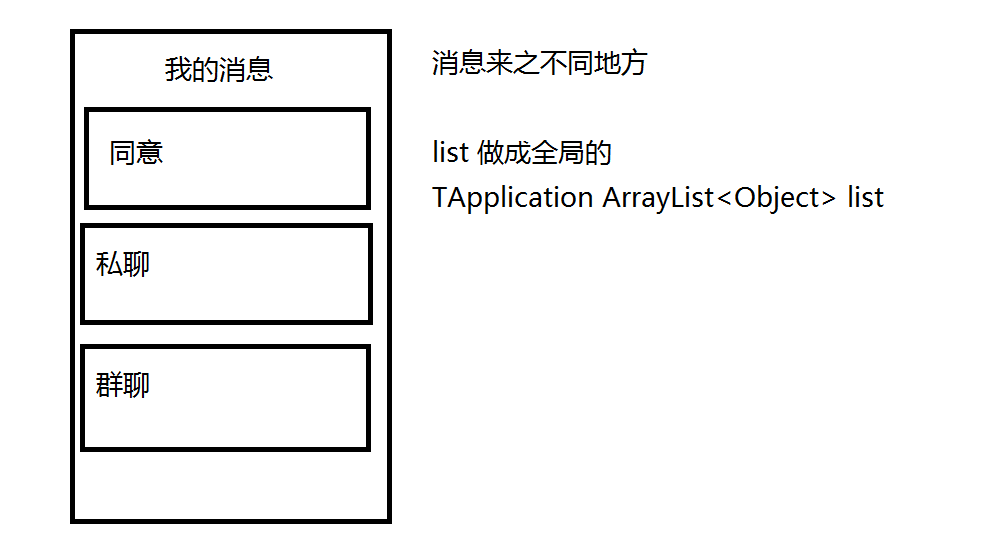 我的消息
同意
私聊
群聊
消息来之不同地方
list 做成全局的
TApplication ArrayList<Object> list